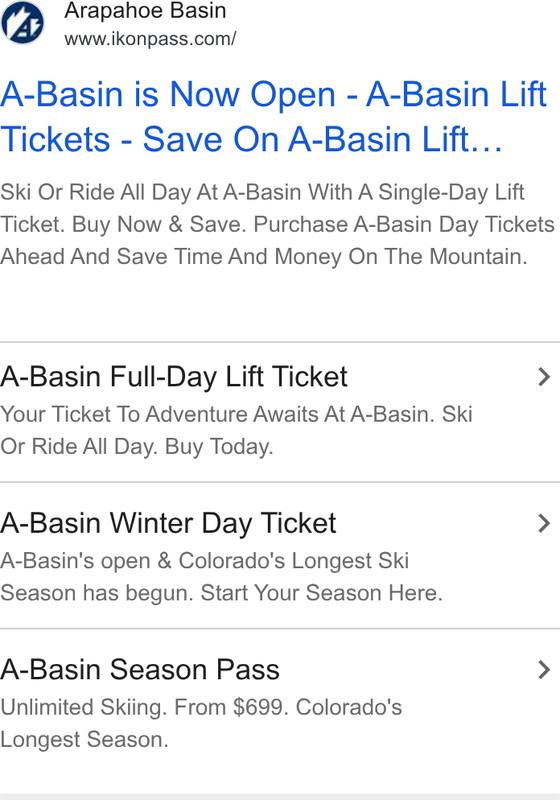 Arapahoe Basin
www.ikonpass.com/
A-Basin is Now Open - A-Basin Lift
Tickets - Save On A-Basin Lift…
Ski Or Ride All Day At A-Basin With A Single-Day Lift
Ticket. Buy Now & Save. Purchase A-Basin Day Tickets
Ahead And Save Time And Money On The Mountain.
A-Basin Full-Day Lift Ticket
Your Ticket To Adventure Awaits At A-Basin. Ski
Or Ride All Day. Buy Today.
A-Basin Winter Day Ticket
A-Basin's open & Colorado's Longest Ski
Season has begun. Start Your Season Here.
A-Basin Season Pass
Unlimited Skiing. From $699. Colorado's
Longest Season.